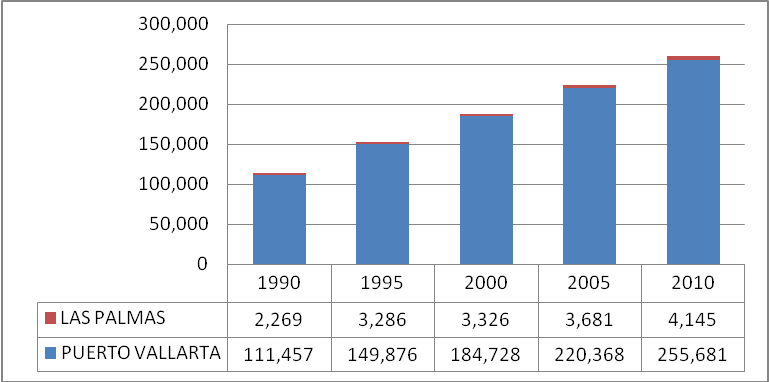 300,000
250,000
200,000
150,000
100,000
50,000
0
1990 1995 2000 2005 2010
LAS PALMAS 2,269 3,286 3,326 3,681 4,145
PUERTO VALLARTA 111,457 149,876 184,728 220,368 255,681